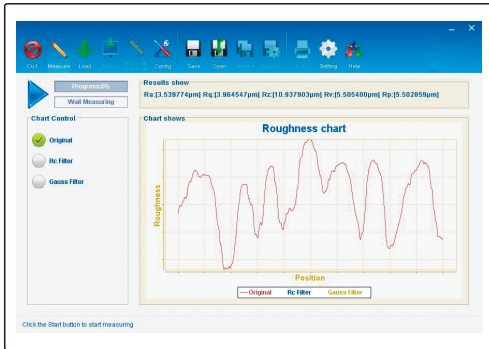 Cut Measure Load Config Save Open Print Setting Help
Progress:0%
Wait Measuring
Results show
Ra:[3.539774μm] Rq:[3.964547μm] Rz:[10.937903μm] Rv:[5.505400μm] Rp:[5.502859μm]
Chart Control
Original
Rc Filter
Gauss Filter
Chart shows
Roughness chart
Roughness
Position
Original Rc Filter Gauss Filter
Click the Start button to start measuring